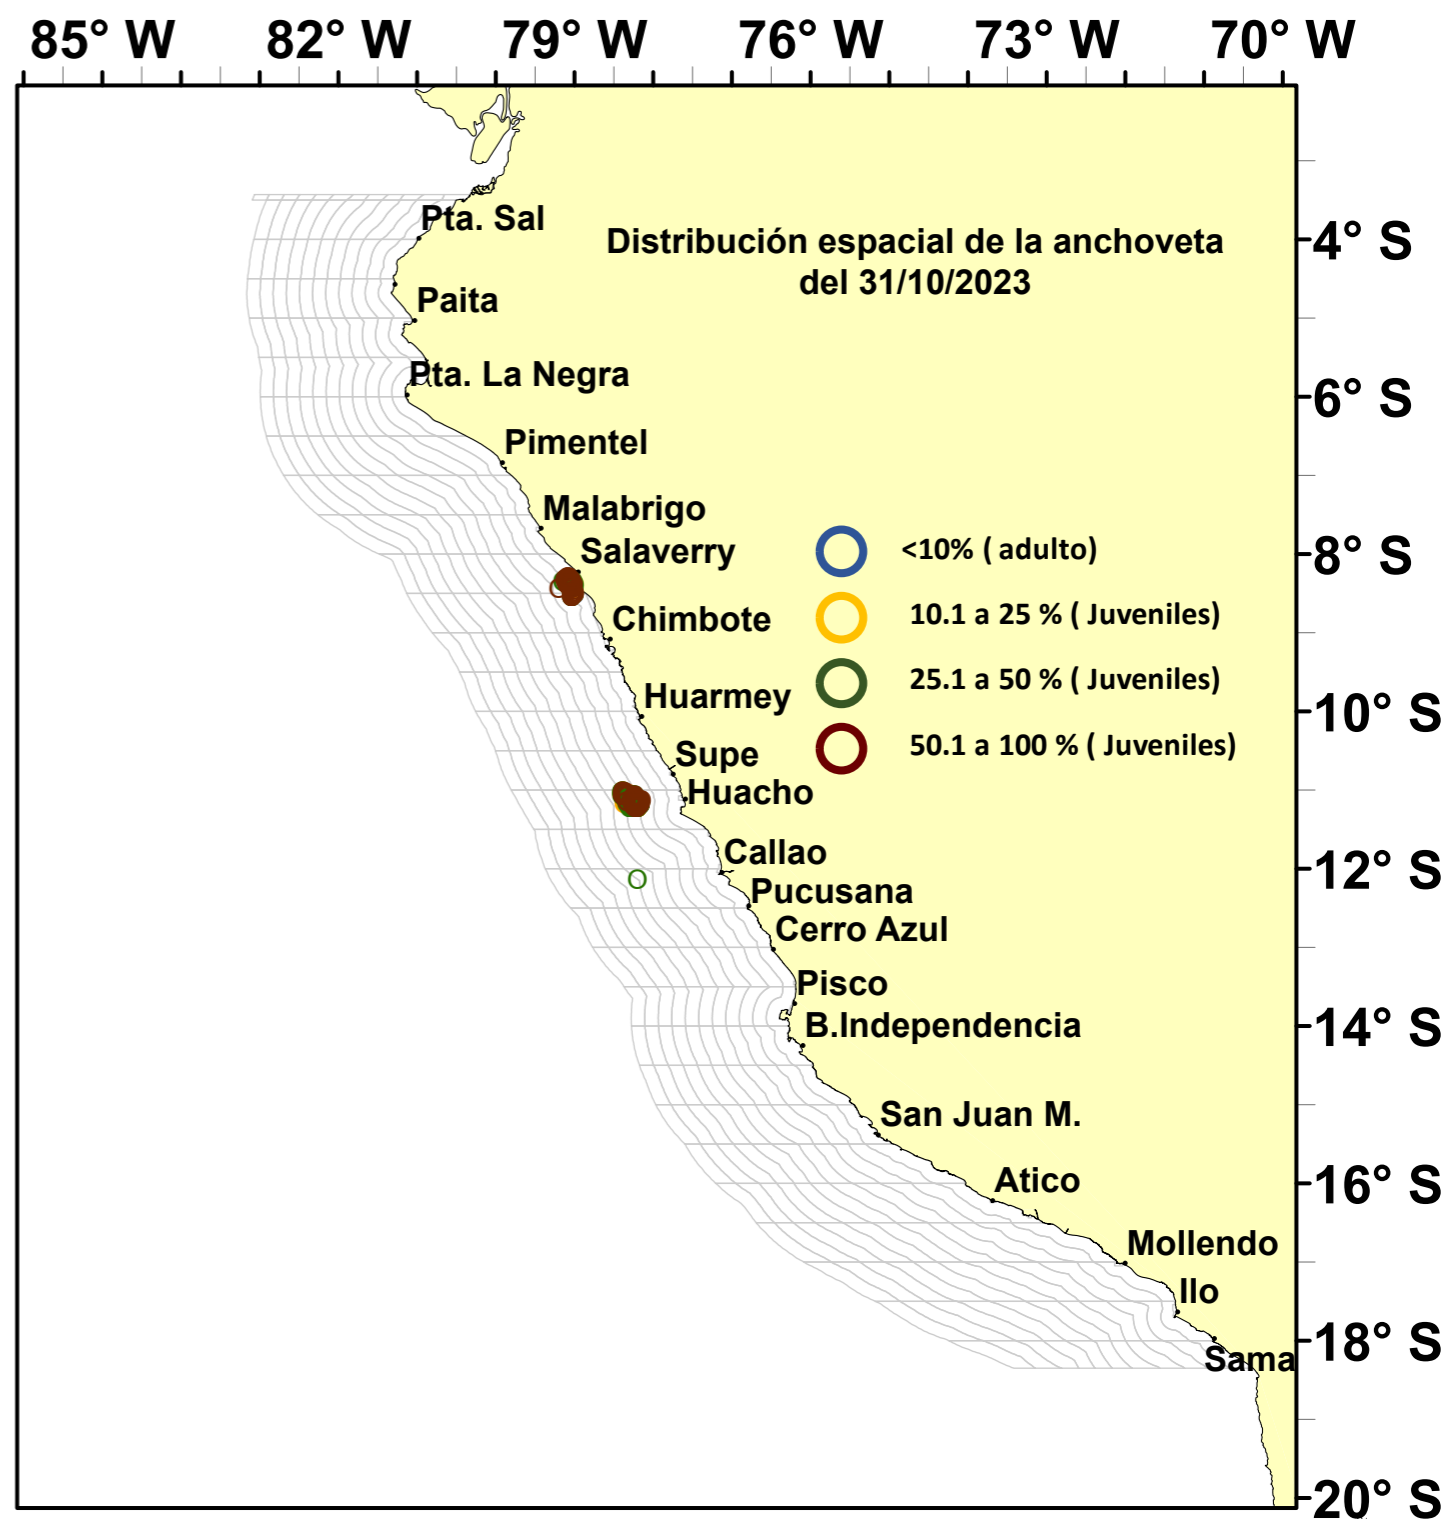 85° W 82° W 79° W 76° W 73° W 70° W
Pta. Sal
Distribución espacial de la anchoveta
del 31/10/2023
4° S
Paita
Pta. La Negra
6° S
Pimentel
Malabrigo
Salaverry
<10% ( adulto)
8° S
Chimbote
10.1 a 25 % ( Juveniles)
25.1 a 50 % ( Juveniles)
Huarmey
10° S
50.1 a 100 % ( Juveniles)
Supe
Huacho
Callao
12° S
Pucusana
Cerro Azul
Pisco
B.Independencia
14° S
San Juan M.
Atico
16° S
Mollendo
Ilo
18° S
Sama
20° S